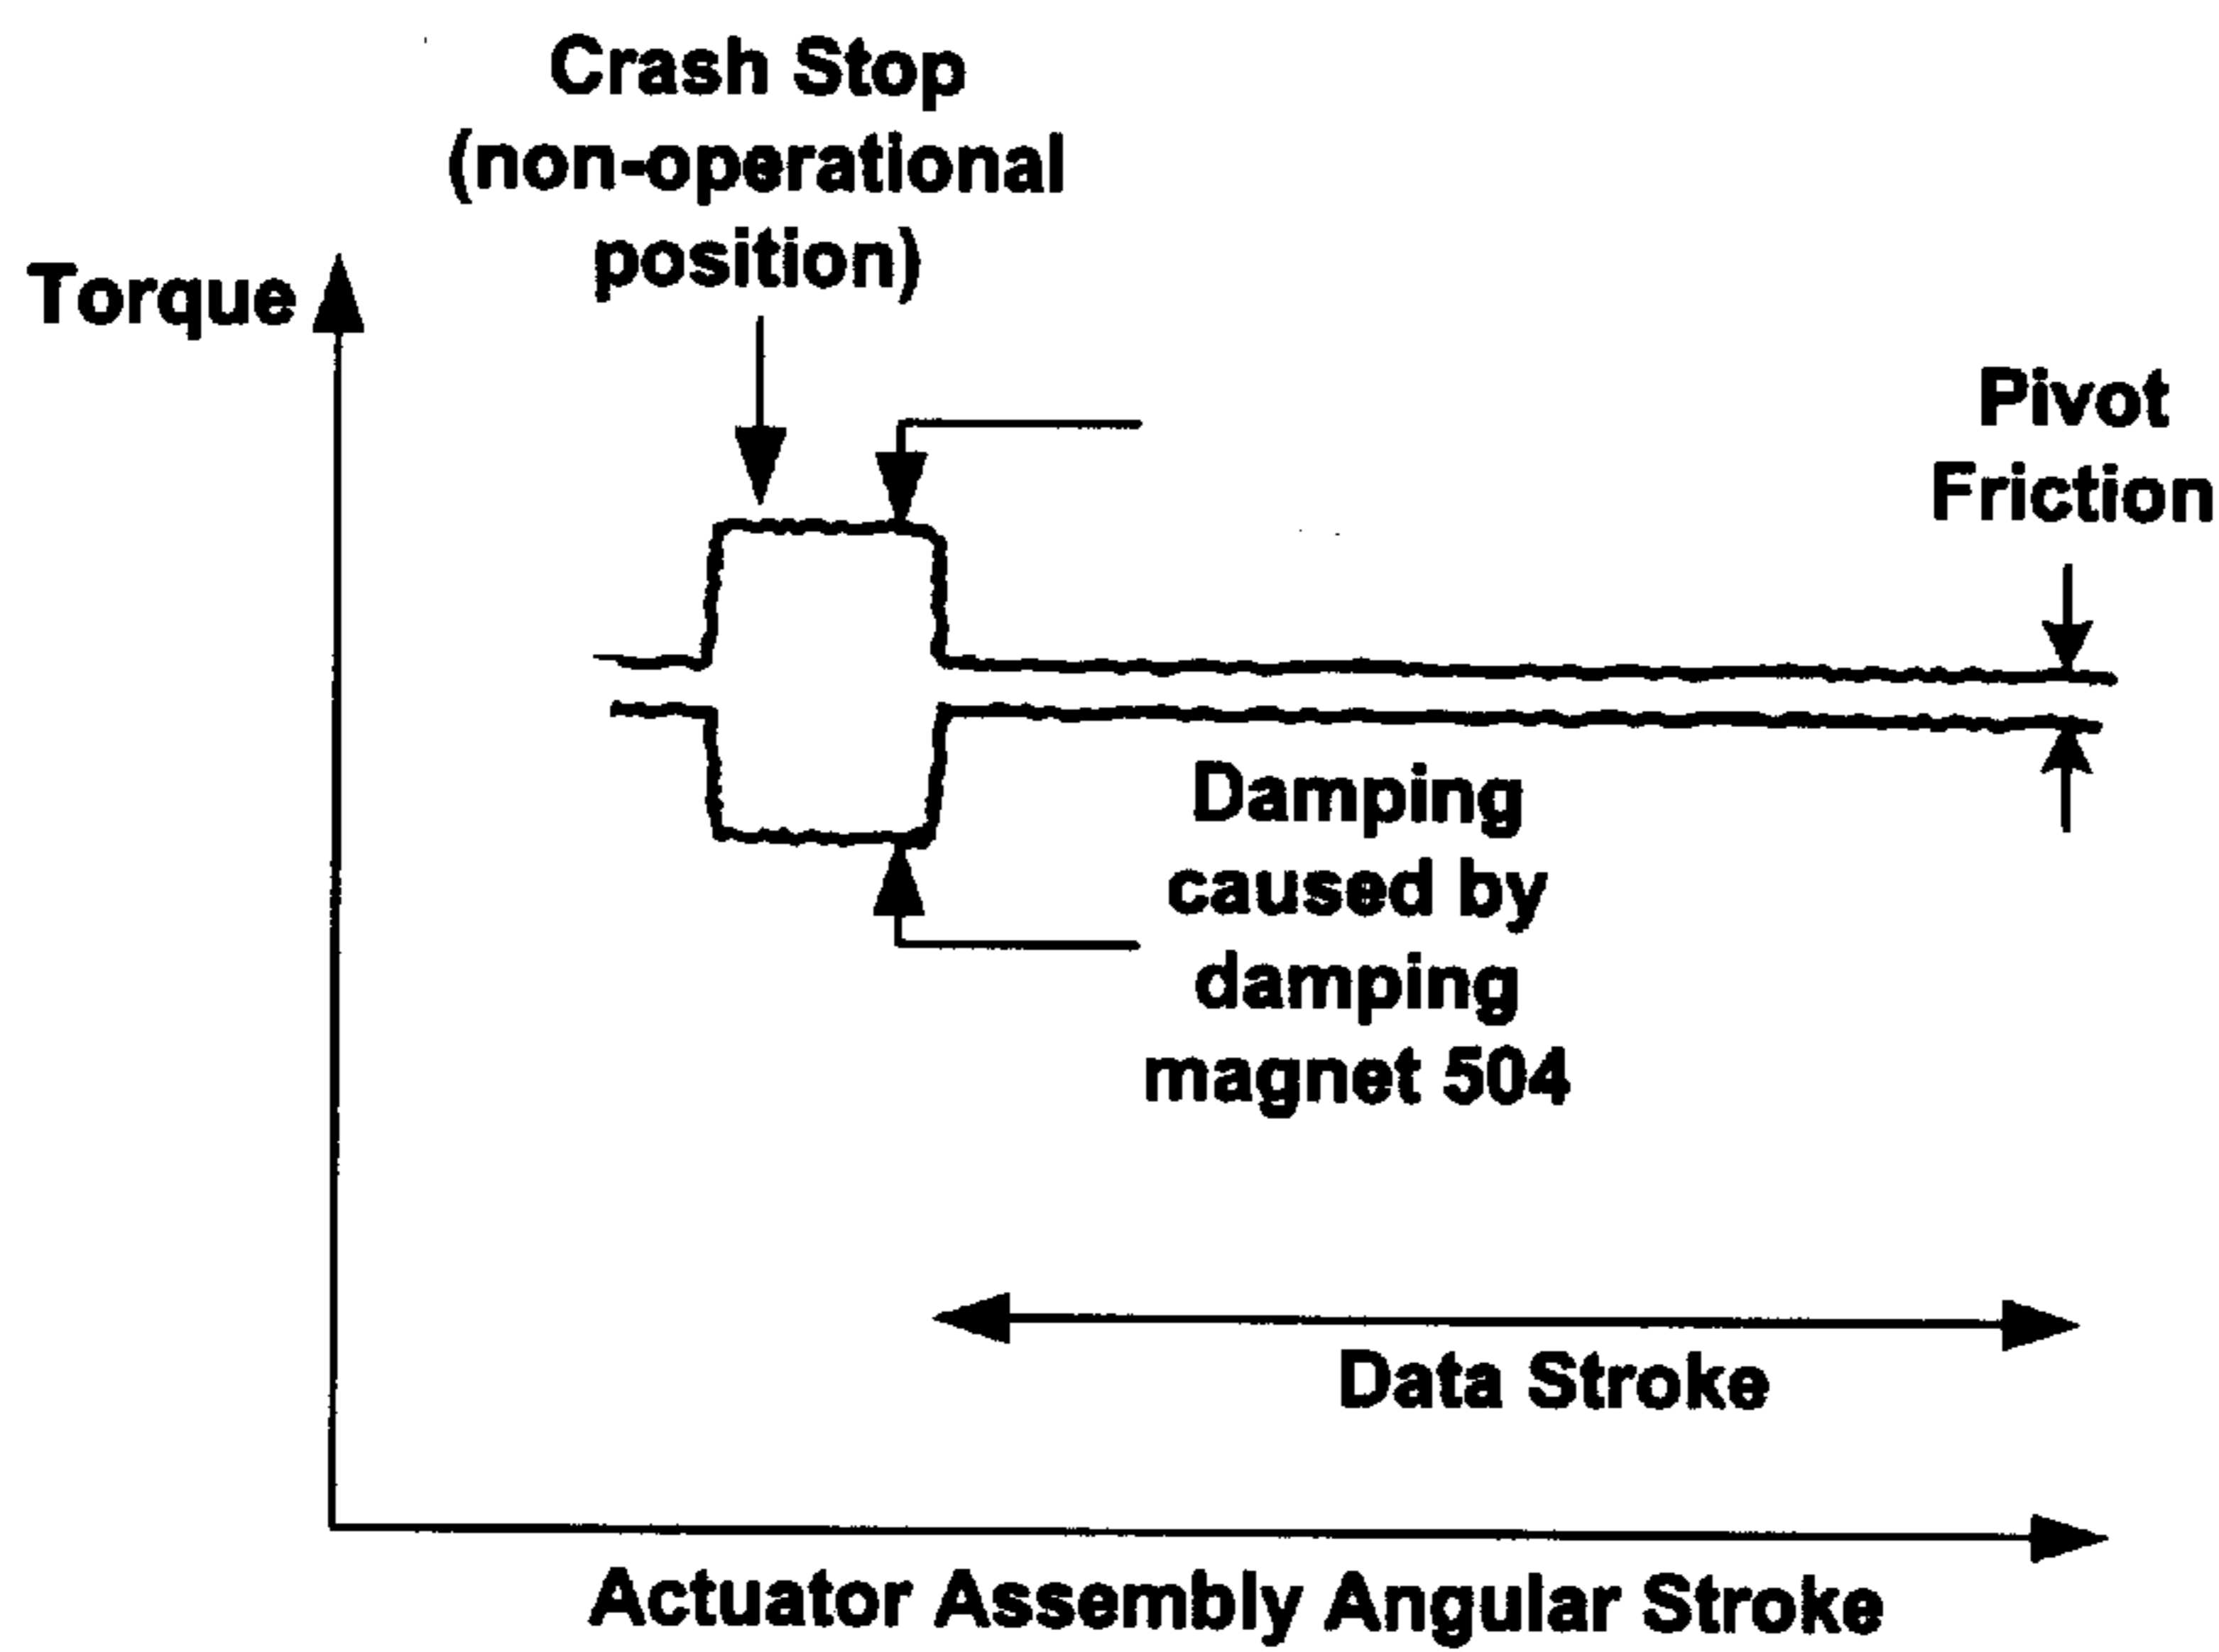 Crash Stop
(non-operational
position)
Torque
Pivot
Friction
Damping
caused by
damping
magnet 504
Data Stroke
Actuator Assembly Angular Stroke